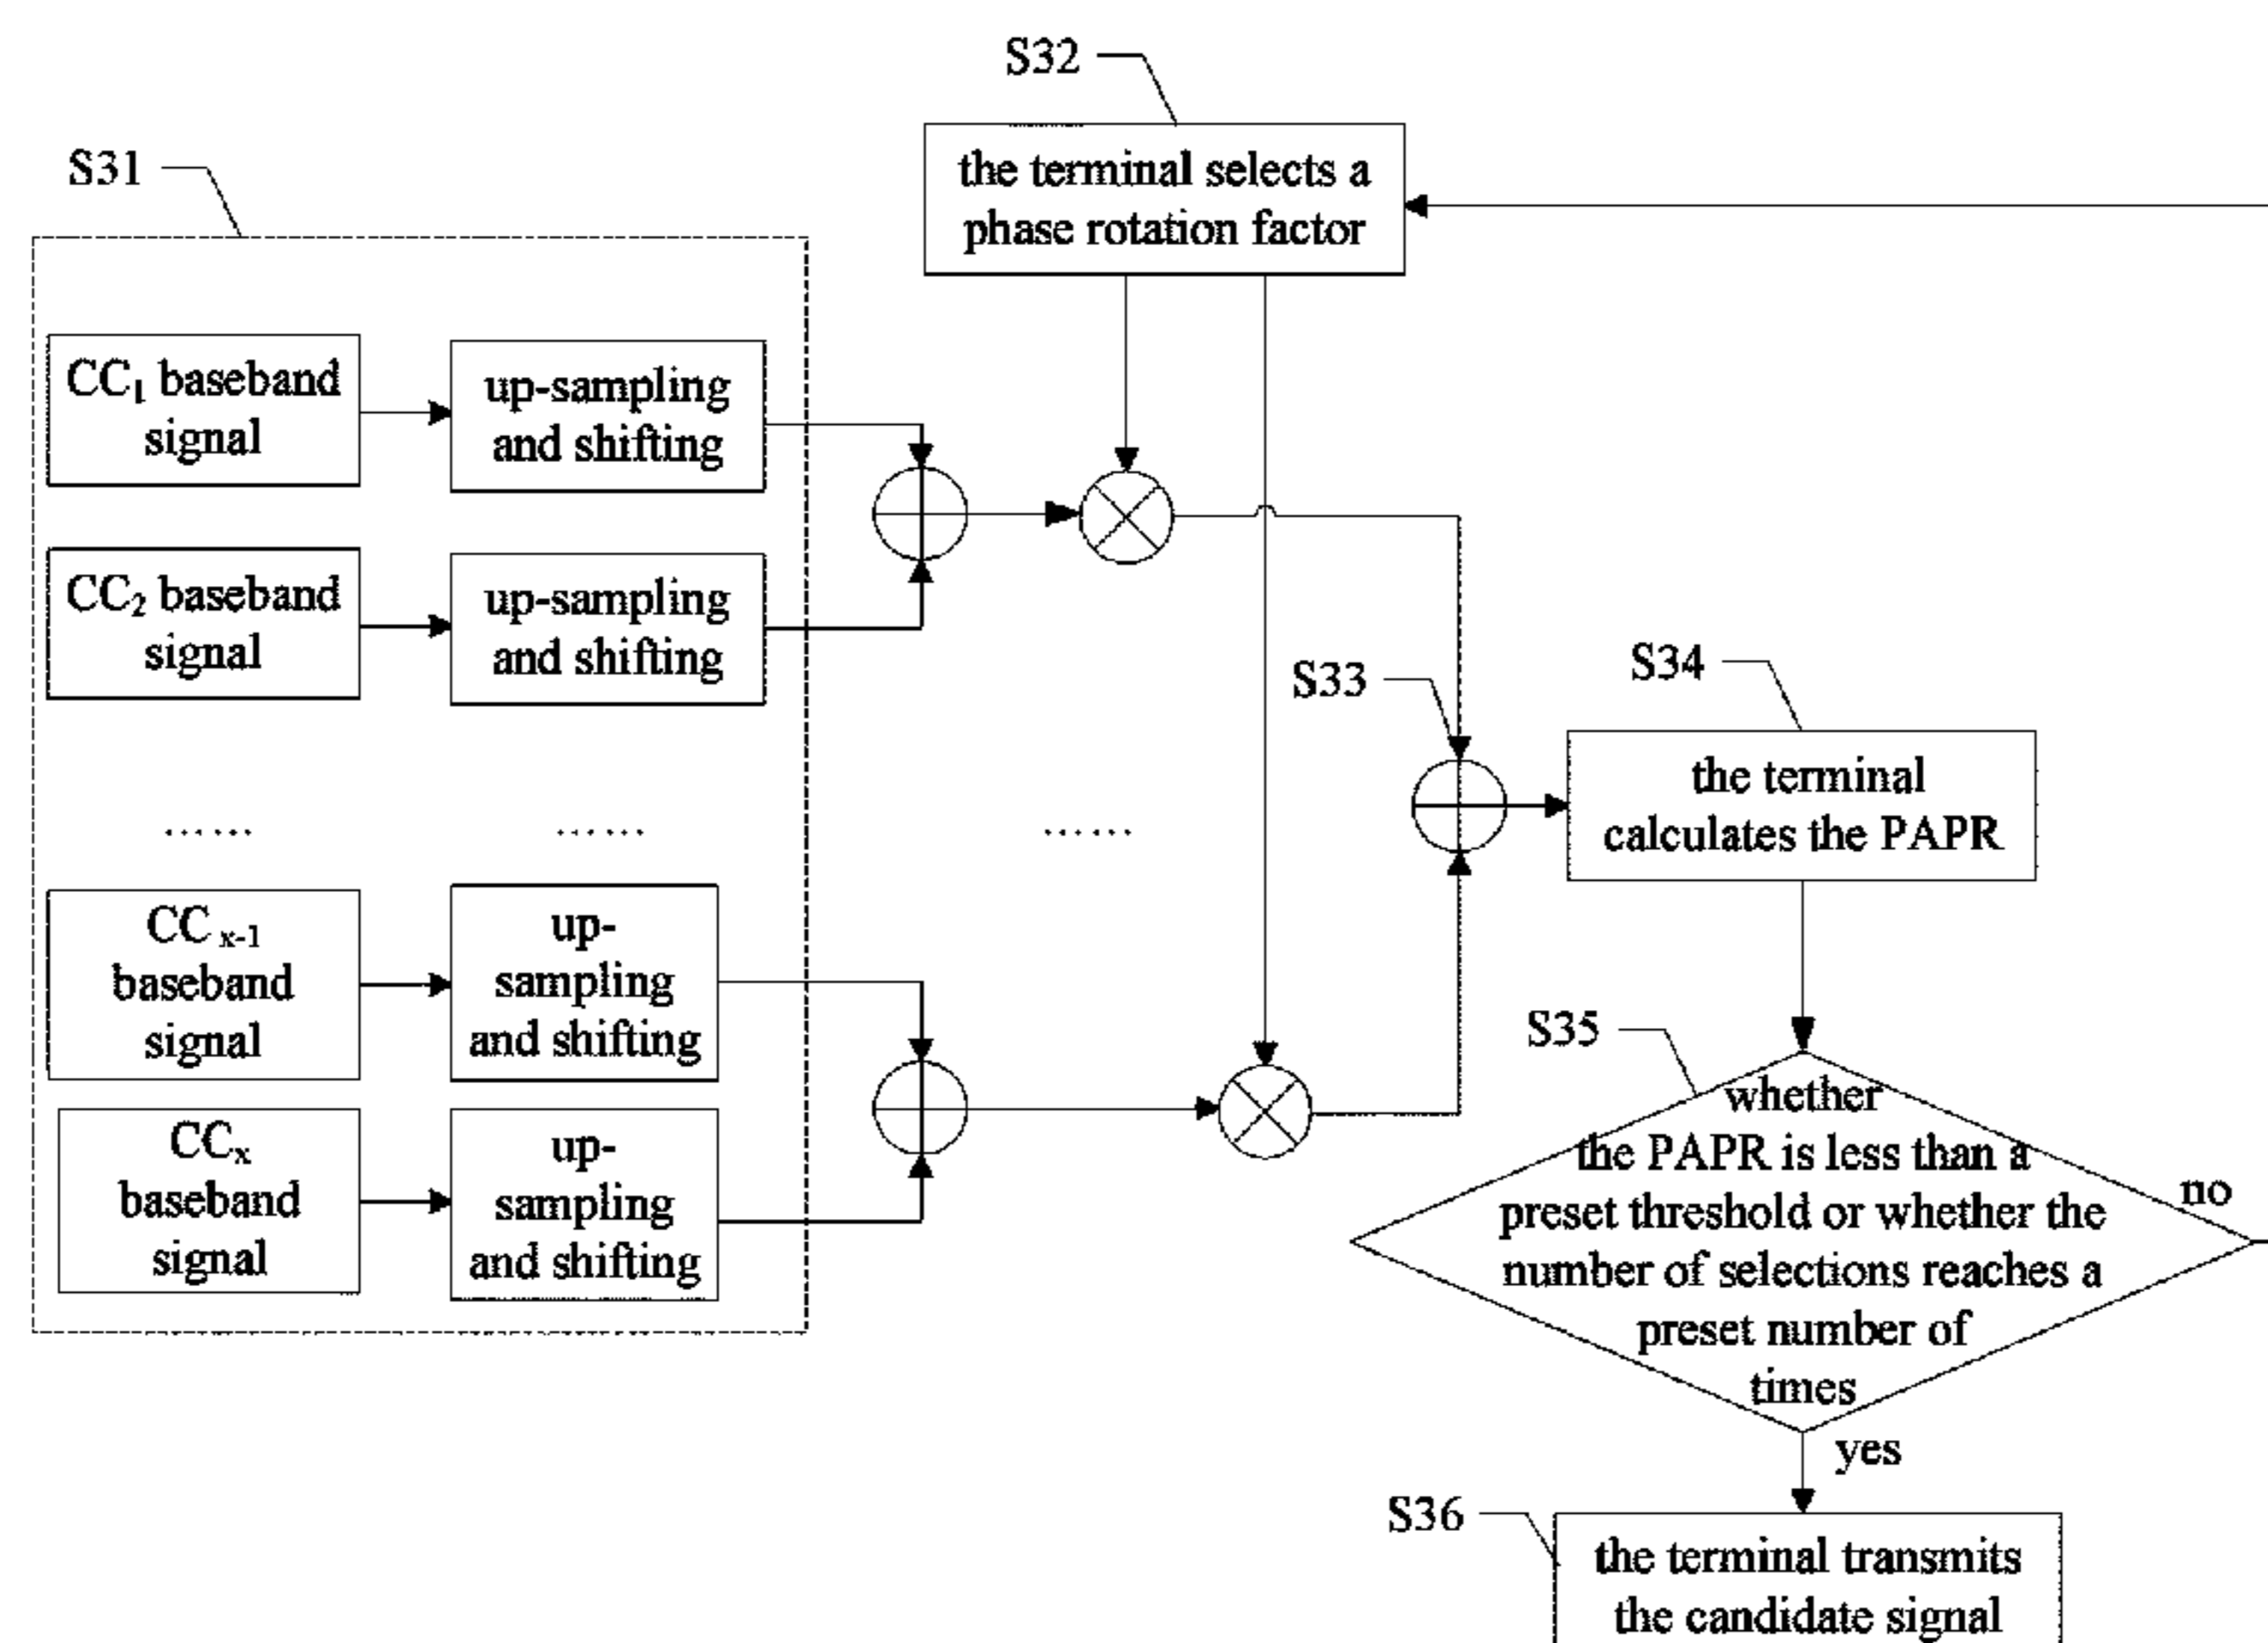 S32
the terminal selects a
phase rotation factor
S31
CC₁ baseband
signal
up-sampling
and shifting
CC₂ baseband
signal
up-sampling
and shifting
S33
S34
the terminal
calculates the PAPR
......
......
......
CCₓ₋₁
baseband
signal
up-
sampling
and shifting
CCₓ
baseband
signal
up-
sampling
and shifting
S35
whether
the PAPR is less than a
preset threshold or whether the
number of selections reaches a
preset number of
times
no
yes
S36
the terminal transmits
the candidate signal